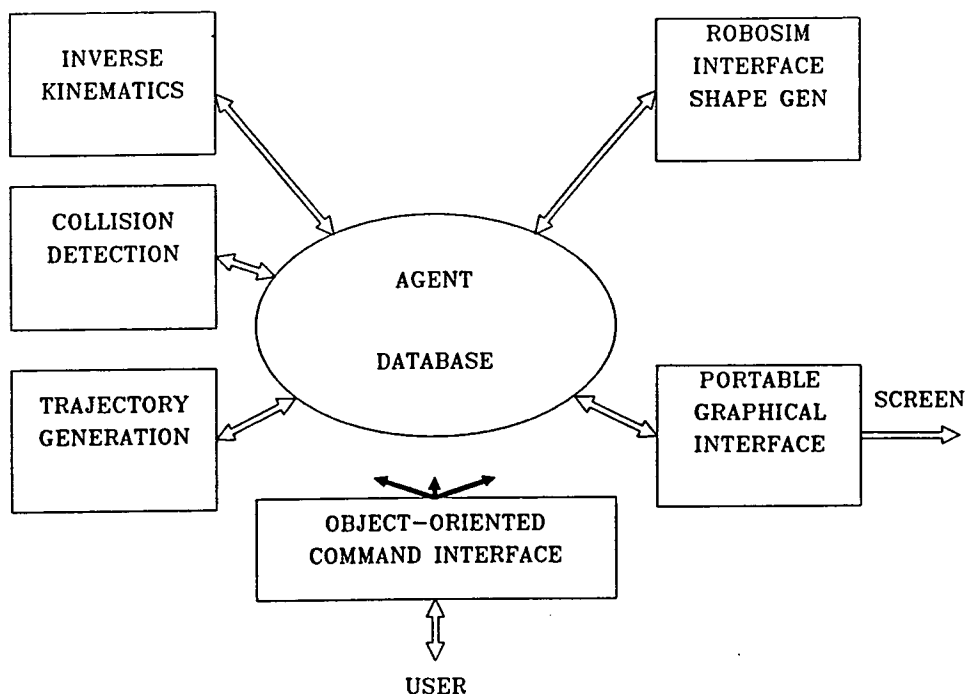 INVERSE
KINEMATICS
ROBOSIM
INTERFACE
SHAPE GEN
COLLISION
DETECTION
AGENT
DATABASE
TRAJECTORY
GENERATION
PORTABLE
GRAPHICAL
INTERFACE
SCREEN
OBJECT-ORIENTED
COMMAND INTERFACE
USER